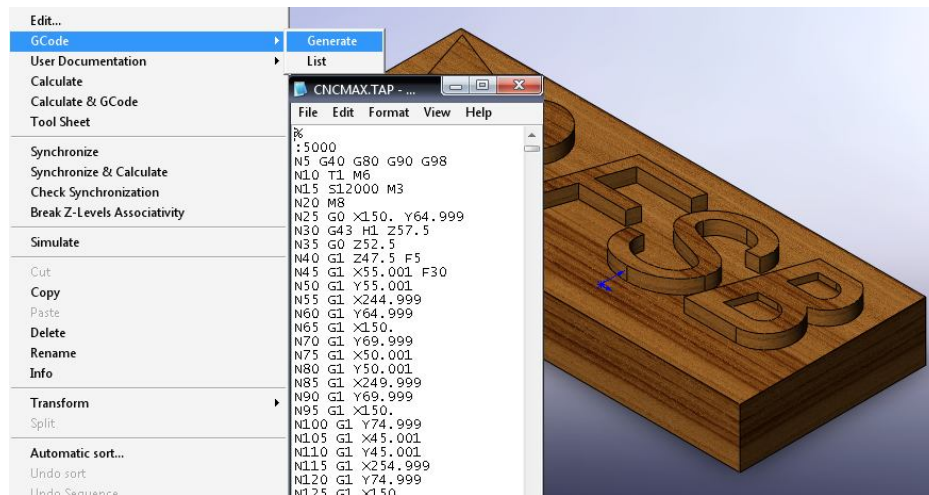 Edit...
GCode
User Documentation
Calculate
Calculate & GCode
Tool Sheet
Synchronize
Synchronize & Calculate
Check Synchronization
Break Z-Levels Associativity
Simulate
Cut
Copy
Paste
Delete
Rename
Info
Transform
Split
Automatic sort...
Undo sort
Undo Sequence
Generate
List
CNCMAX.TAP - ...
File Edit Format View Help
%
:5000
N5 G40 G80 G90 G98
N10 T1 M6
N15 S12000 M3
N20 M8
N25 G0 X150. Y64.999
N30 G43 H1 Z57.5
N35 G0 Z52.5
N40 G1 Z47.5 F5
N45 G1 X55.001 F30
N50 G1 Y55.001
N55 G1 X244.999
N60 G1 Y64.999
N65 G1 X150.
N70 G1 Y69.999
N75 G1 X50.001
N80 G1 Y50.001
N85 G1 X249.999
N90 G1 Y69.999
N95 G1 X150.
N100 G1 Y74.999
N105 G1 X45.001
N110 G1 Y45.001
N115 G1 X254.999
N120 G1 Y74.999
N125 G1 X150